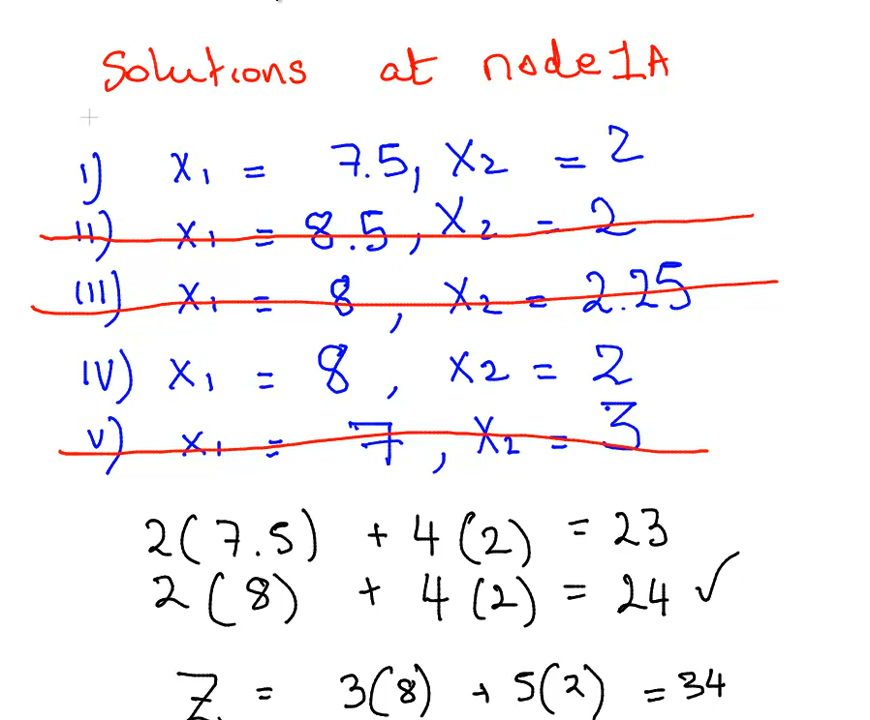 Solutions at node 1A
i) x1 = 7.5, x2 = 2
ii) x1 = 8.5, x2 = 2
iii) x1 = 8, x2 = 2.25
iv) x1 = 8, x2 = 2
v) x1 = 7, x2 = 3
2(7.5) + 4(2) = 23
2(8) + 4(2) = 24 ✓
Z = 3(8) + 5(2) = 34